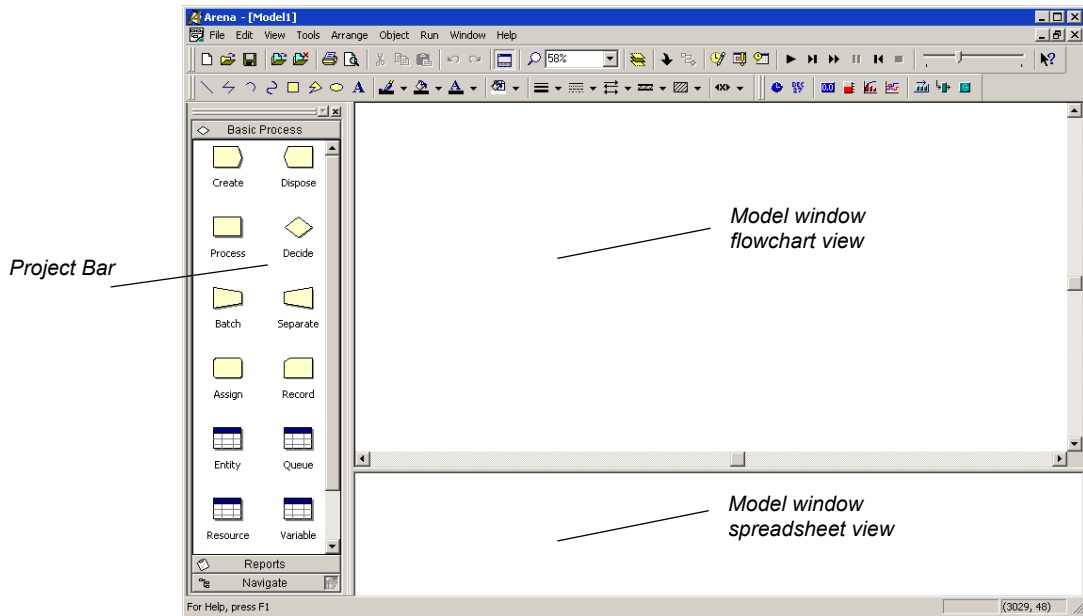 Arena - [Model1]
File Edit View Tools Arrange Object Run Window Help
58%
A A
Basic Process
Create Dispose
Process Decide
Batch Separate
Assign Record
Entity Queue
Resource Variable
Reports
Navigate
For Help, press F1
(3029, 48)
Project Bar
Model window
flowchart view
Model window
spreadsheet view